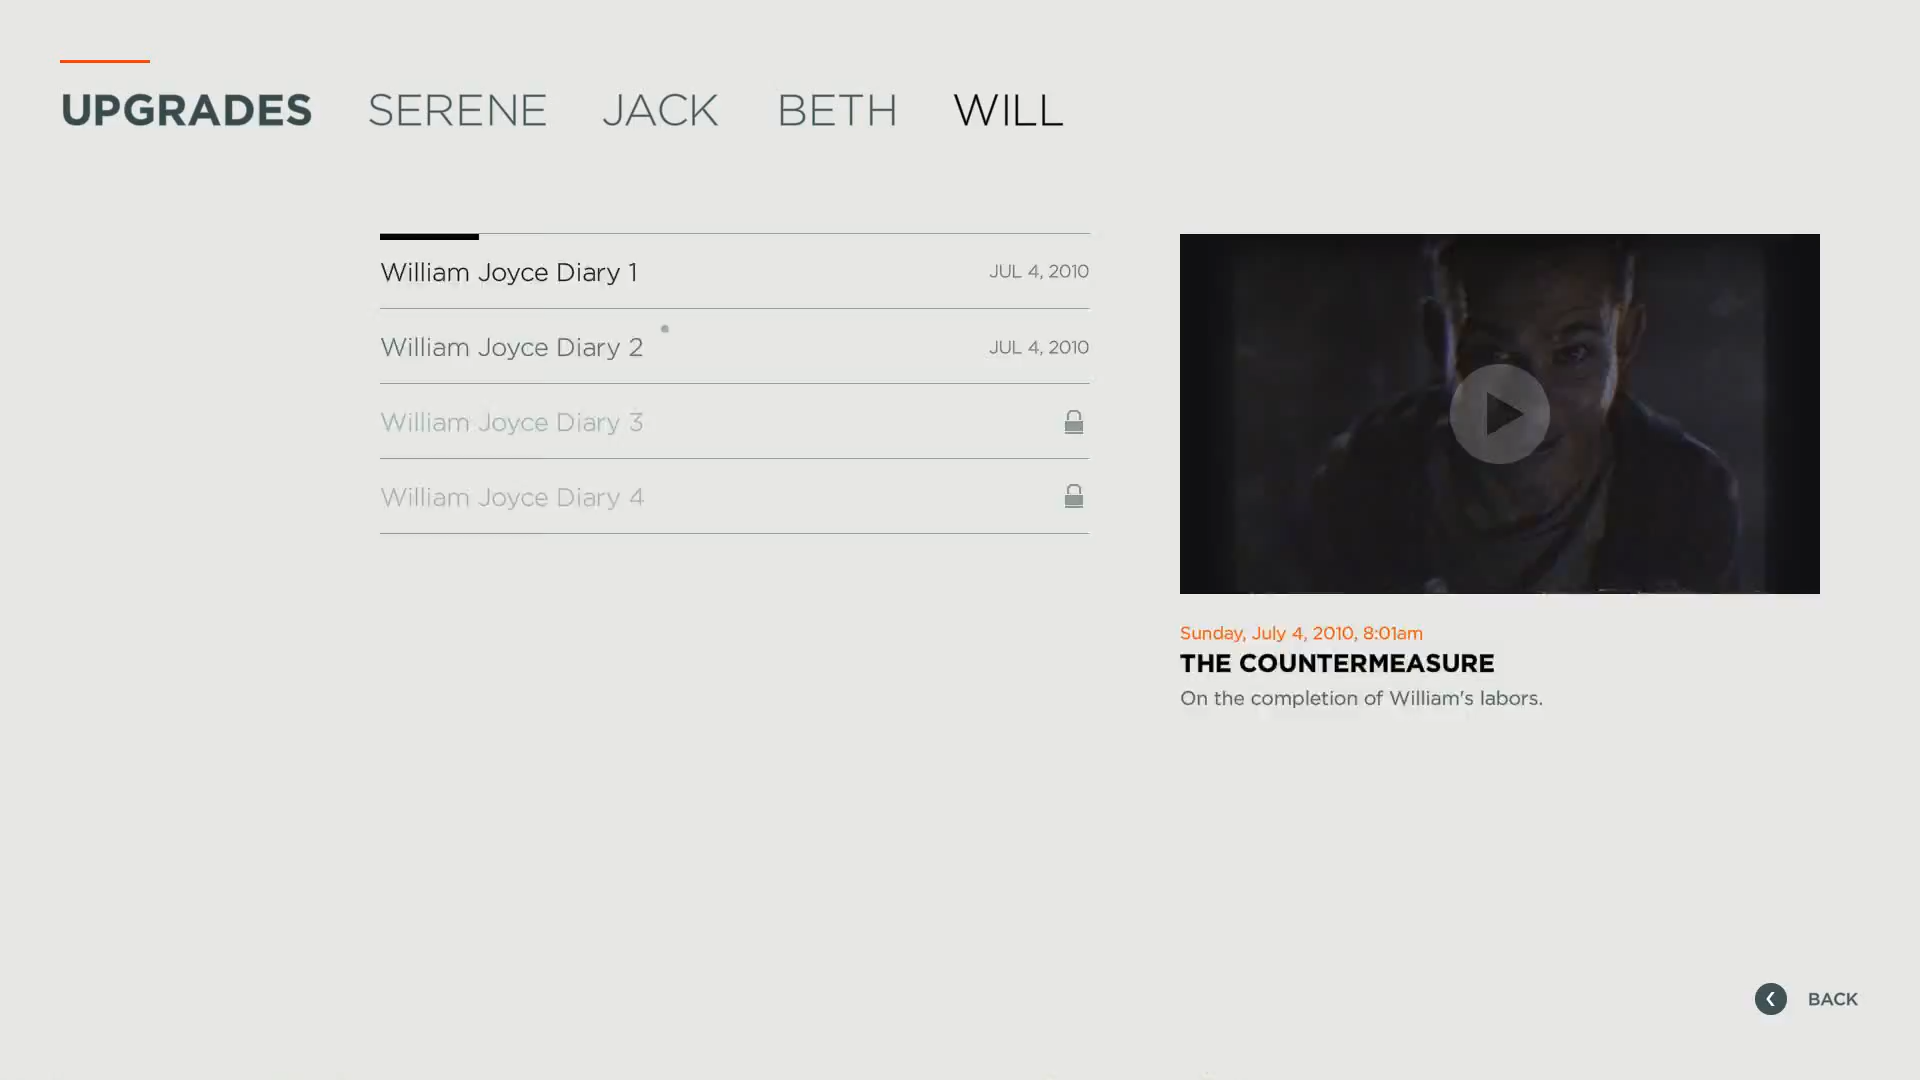 UPGRADES SERENE JACK BETH WILL
William Joyce Diary 1 JUL 4, 2010
William Joyce Diary 2 JUL 4, 2010
William Joyce Diary 3
William Joyce Diary 4
Sunday, July 4, 2010, 8:01am
THE COUNTERMEASURE
On the completion of William's labors.
BACK